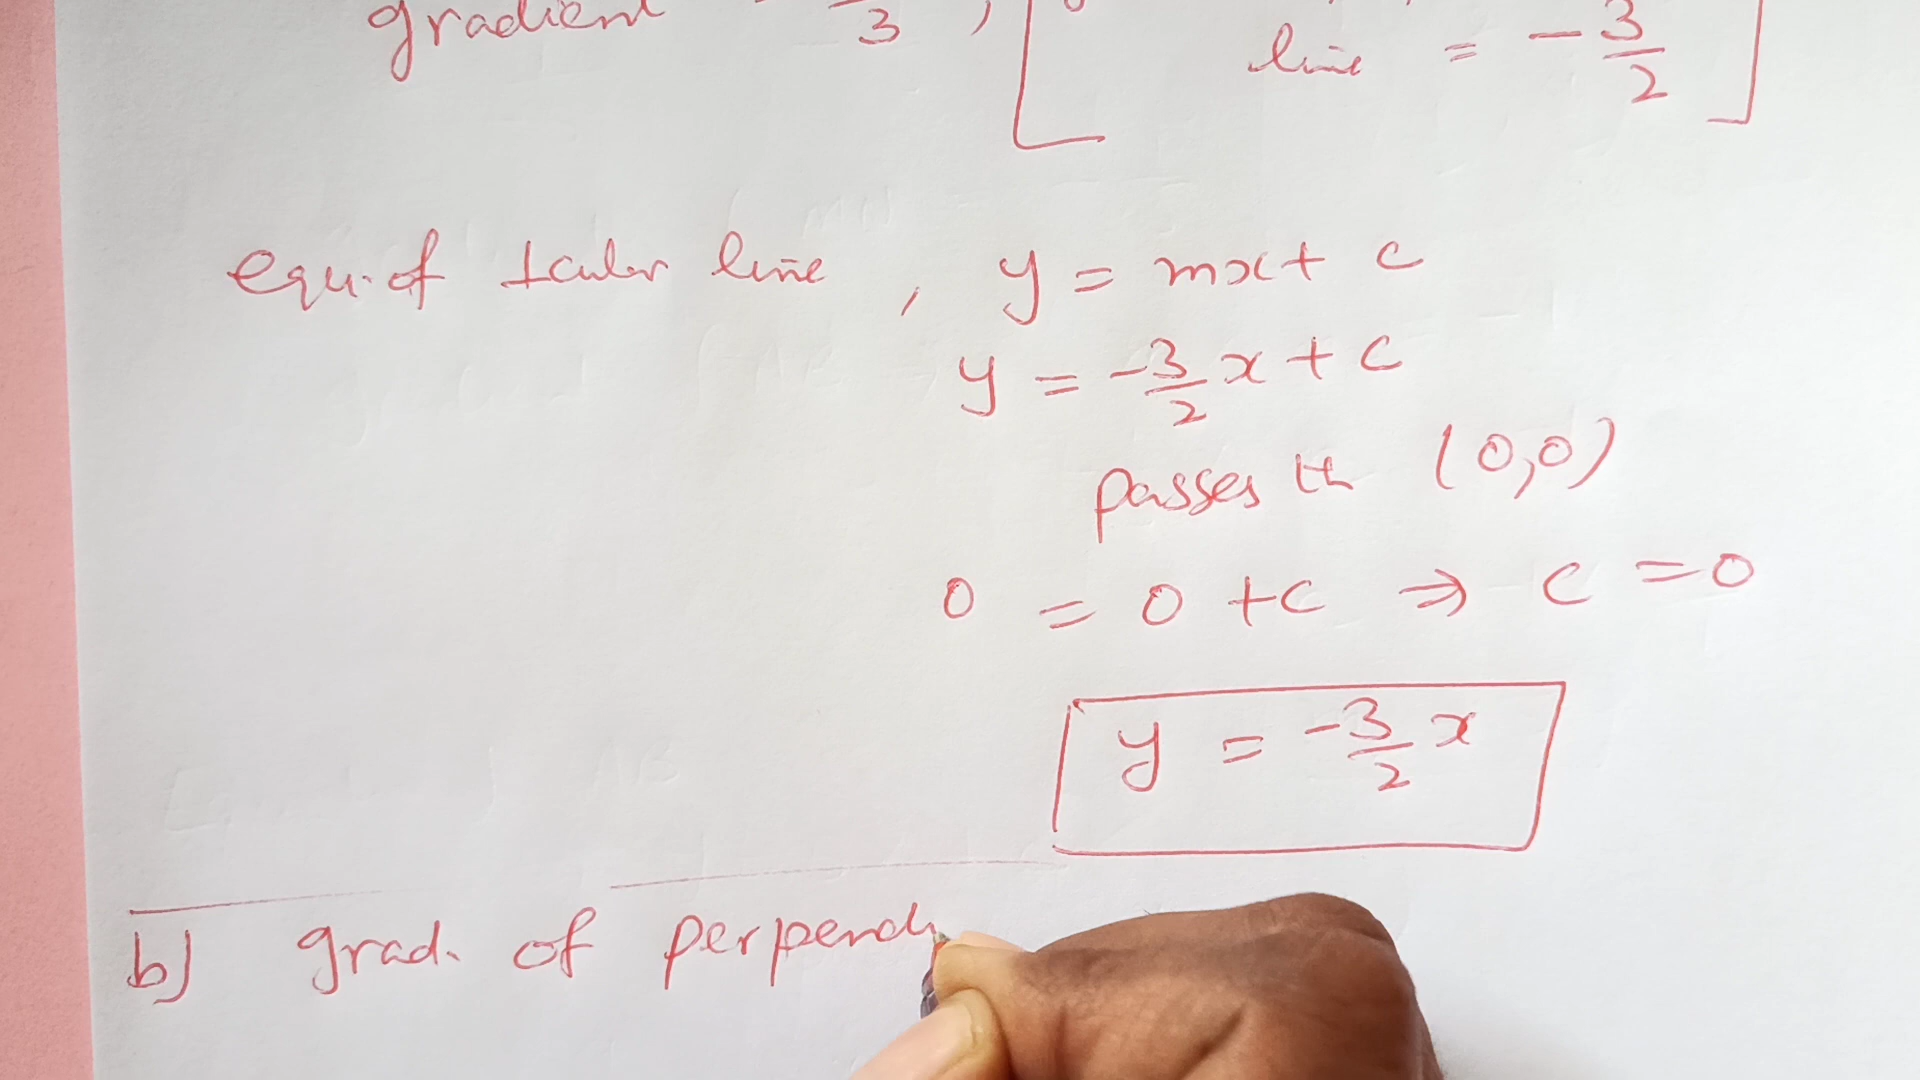 gradient 3 ,
line = -3/2
equ. of ⊥cular line , y = mx + c
y = -3/2 x + c
passes th (0,0)
0 = 0 + c ⇒ c = 0
y = -3/2 x
b) grad. of perpend